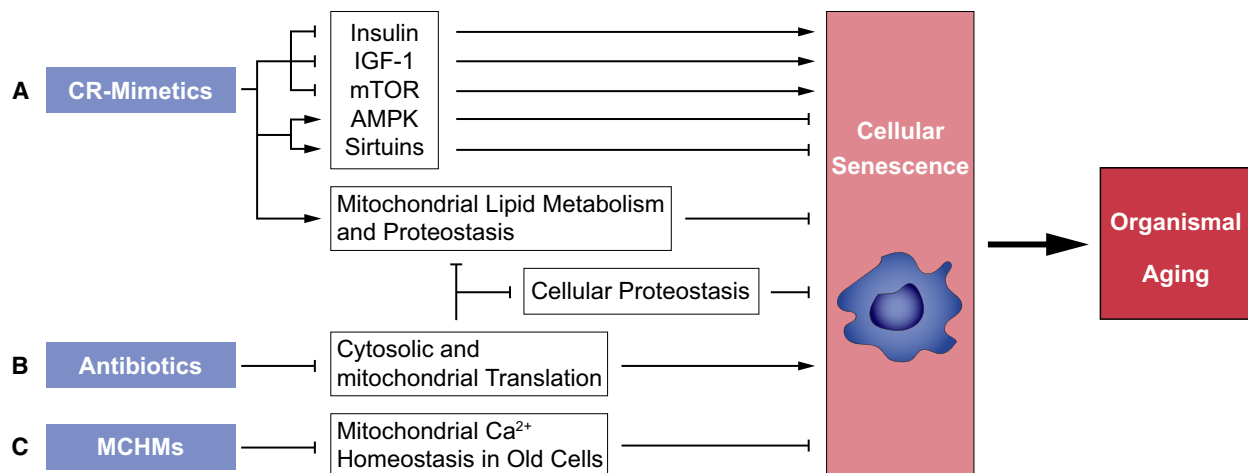 A
CR-Mimetics
Insulin
IGF-1
mTOR
AMPK
Sirtuins
Mitochondrial Lipid Metabolism
and Proteostasis
Cellular Proteostasis
B
Antibiotics
Cytosolic and
mitochondrial Translation
C
MCHMs
Mitochondrial Ca²⁺
Homeostasis in Old Cells
Cellular
Senescence
Organismal
Aging